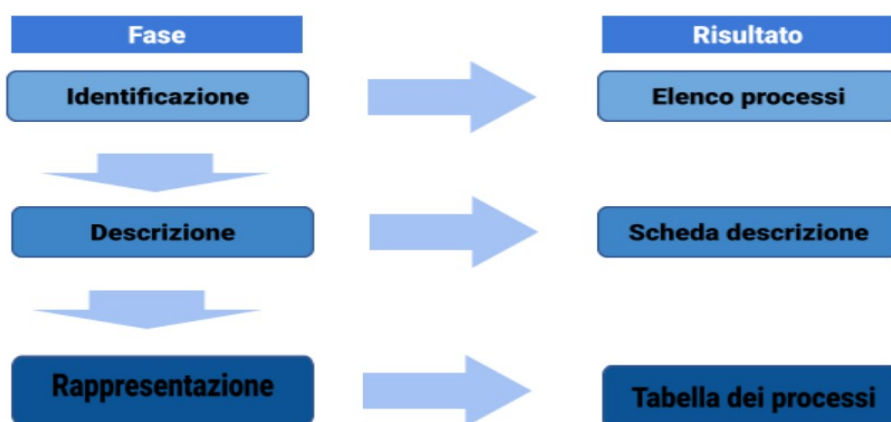 Fase
Risultato
Identificazione
Elenco processi
Descrizione
Scheda descrizione
Rappresentazione
Tabella dei processi